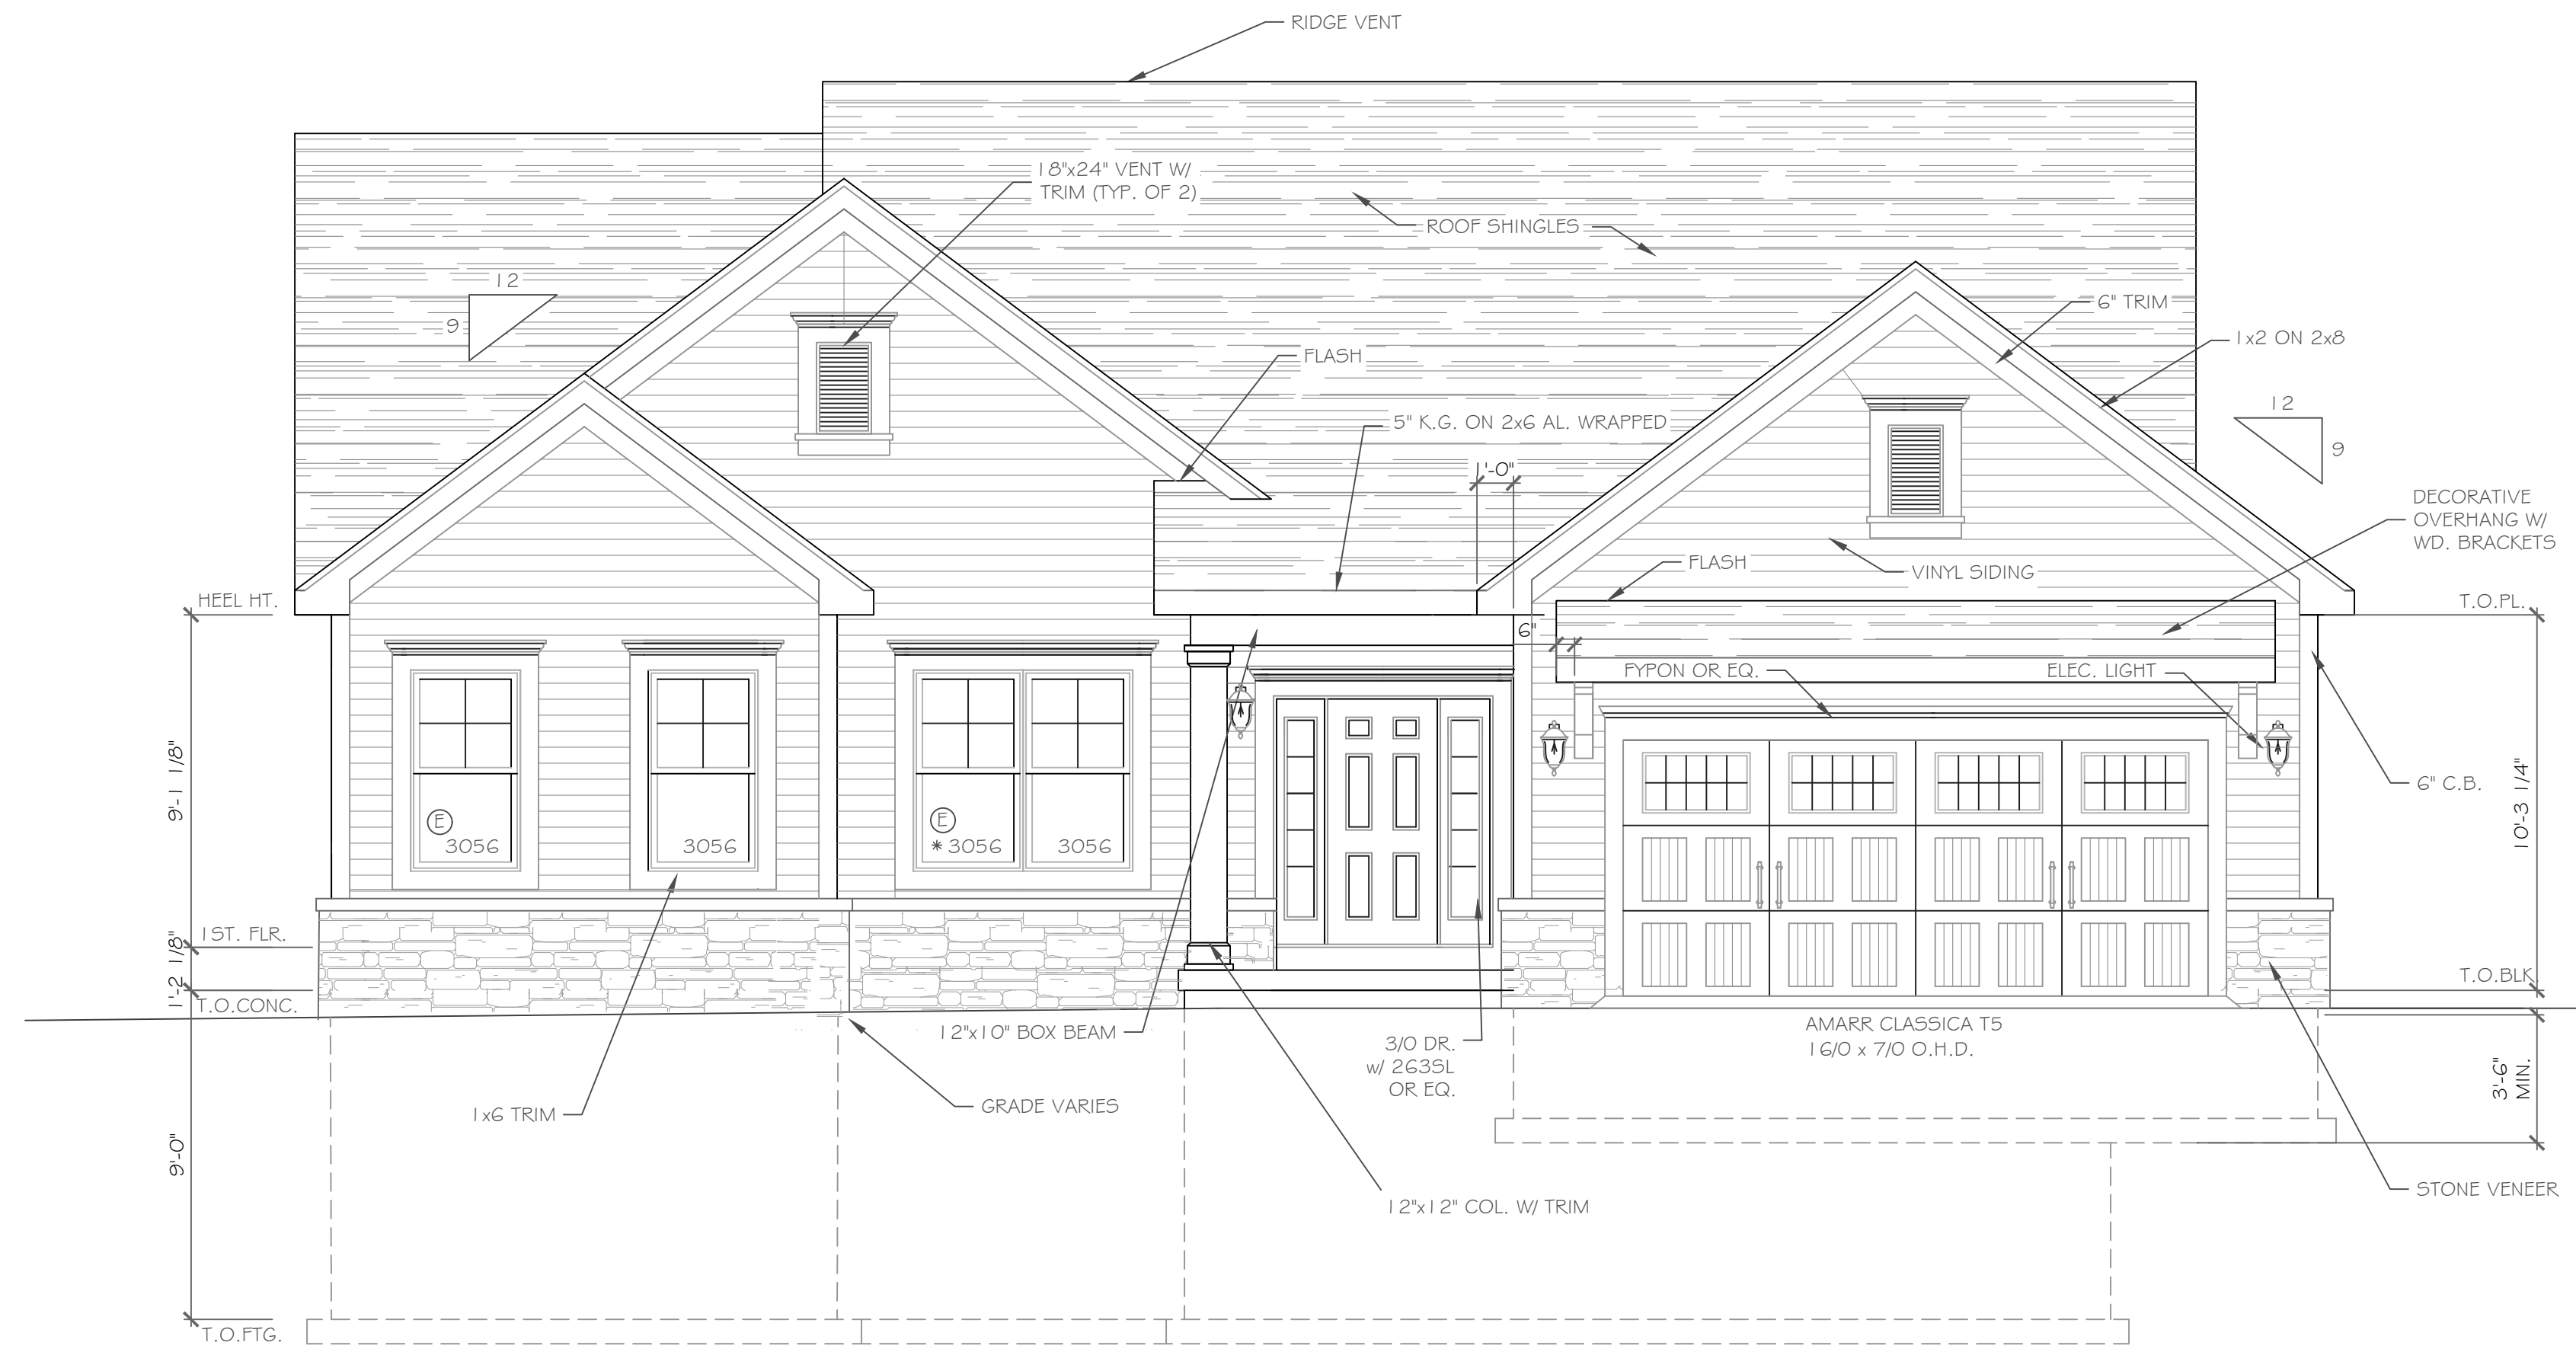 RIDGE VENT
18"x24" VENT W/
TRIM (TYP. OF 2)
ROOF SHINGLES
12
9
6" TRIM
1x2 ON 2x8
FLASH
12
9
5" K.G. ON 2x6 AL. WRAPPED
1'-0"
DECORATIVE
OVERHANG W/
WD. BRACKETS
FLASH
VINYL SIDING
HEEL HT.
T.O.PL.
6"
FYPON OR EQ.
ELEC. LIGHT
9'-1 1/8"
6" C.B.
10'-3 1/4"
E
3056
3056
E
* 3056
3056
1ST. FLR.
1'-2 1/8"
T.O.CONC.
T.O.BLK
12"x10" BOX BEAM
3/0 DR.
w/ 263SL
OR EQ.
AMARR CLASSICA T5
16/0 x 7/0 O.H.D.
3'-6"
MIN.
1x6 TRIM
GRADE VARIES
9'-0"
12"x12" COL. W/ TRIM
STONE VENEER
T.O.FTG.